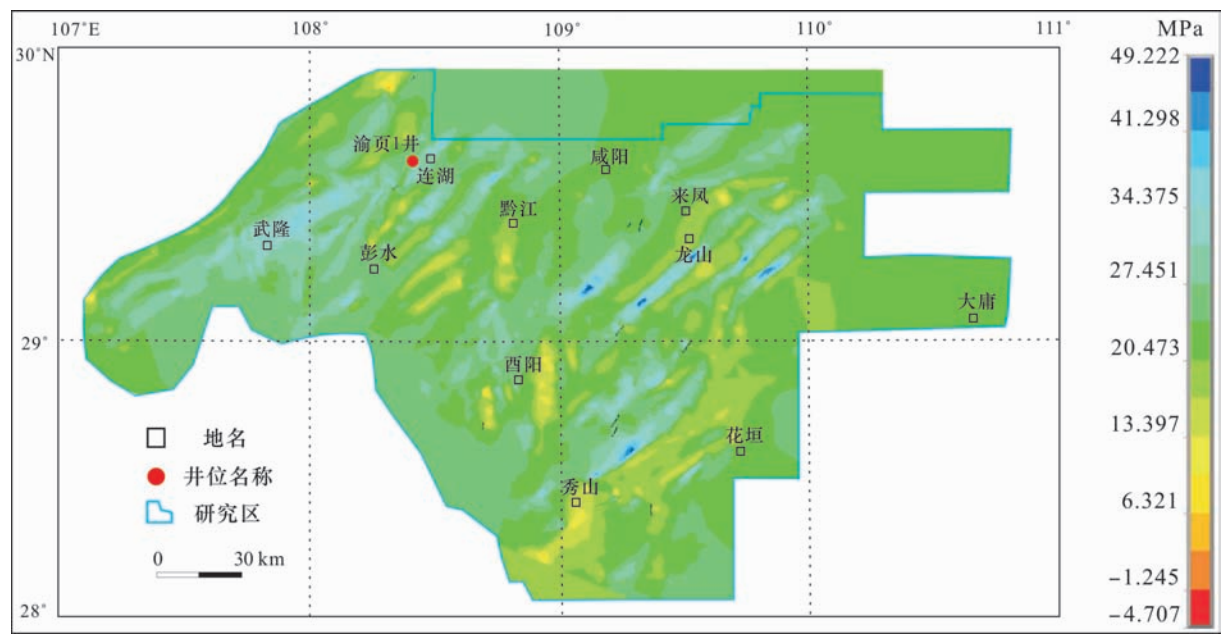 107°E 108° 109° 110° 111° MPa
30°N
49.222
41.298
渝页1井
连湖
咸阳
34.375
来凤
黔江
武隆
彭水
龙山
27.451
大庸
20.473
29°
酉阳
13.397
地名
花垣
井位名称
秀山
6.321
研究区
0 30 km
-1.245
28°
-4.707